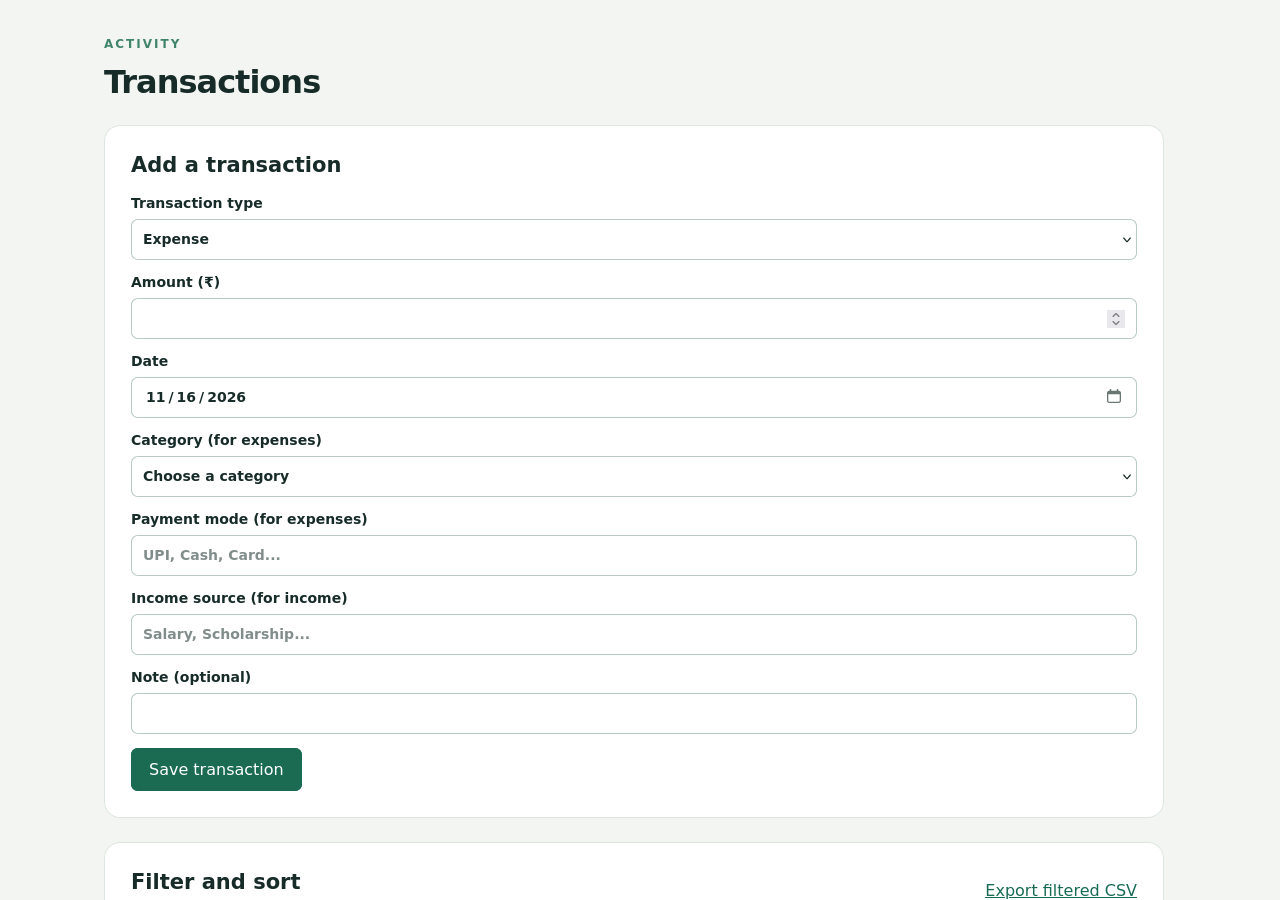 ACTIVITY
Transactions
Add a transaction
Transaction type
Expense
Amount (₹)
Date
11/16/2026
Category (for expenses)
Choose a category
Payment mode (for expenses)
UPI, Cash, Card...
Income source (for income)
Salary, Scholarship...
Note (optional)
Save transaction
Filter and sort
Export filtered CSV